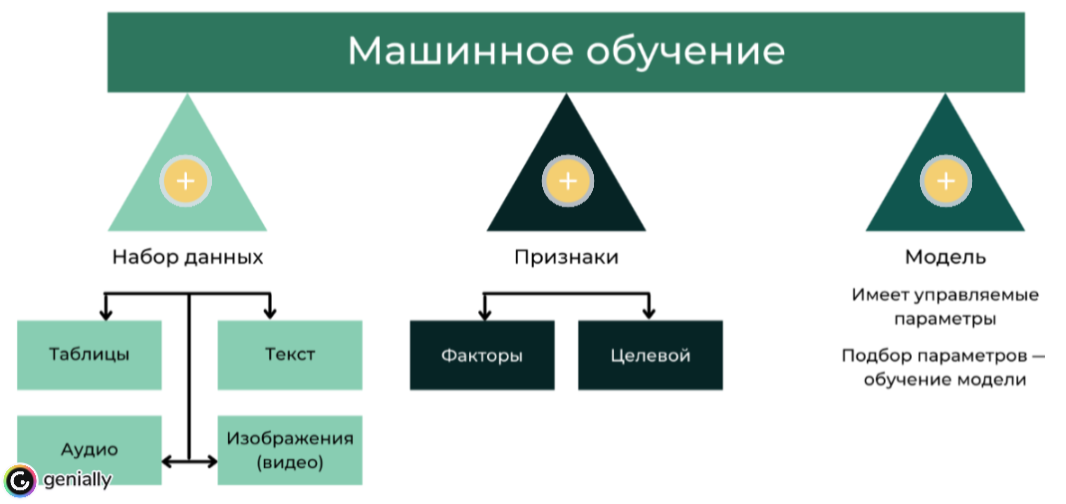 Машинное обучение
Набор данных
Признаки
Модель
Имеет управляемые
параметры
Подбор параметров —
обучение модели
Таблицы
Текст
Аудио
Изображения
(видео)
Факторы
Целевой
genially